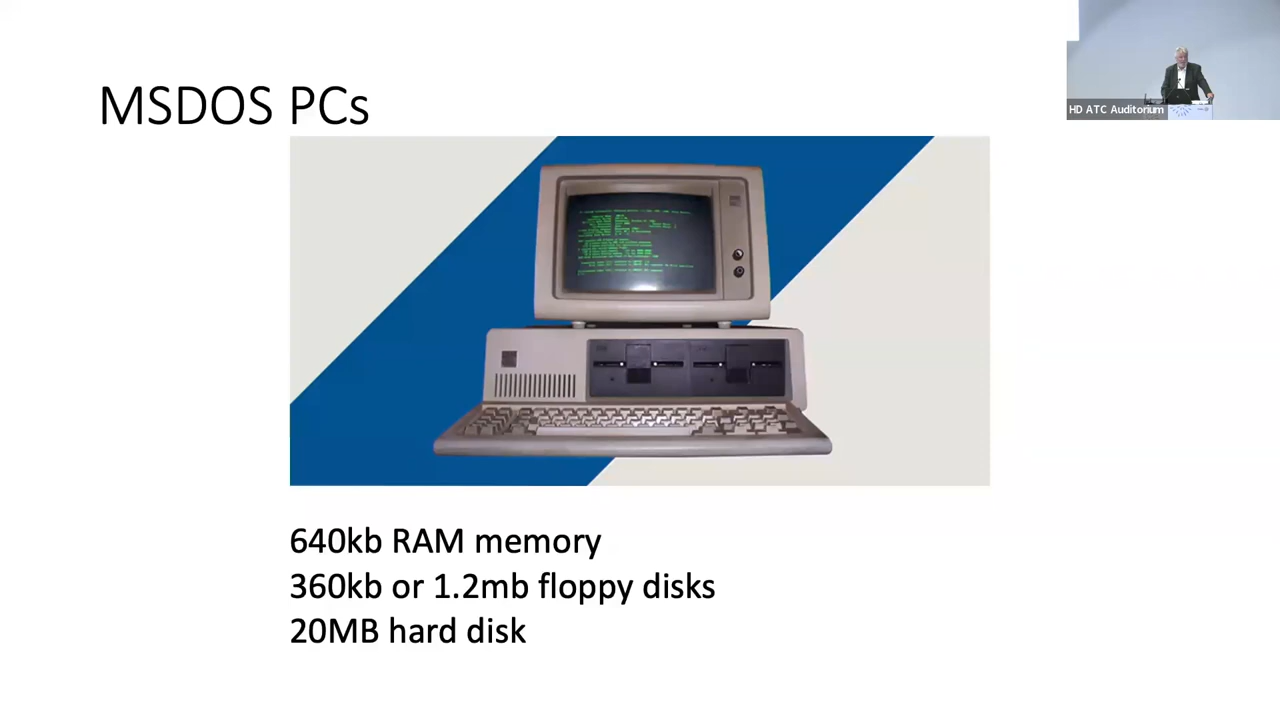 MSDOS PCs
HD ATC Auditorium
640kb RAM memory
360kb or 1.2mb floppy disks
20MB hard disk